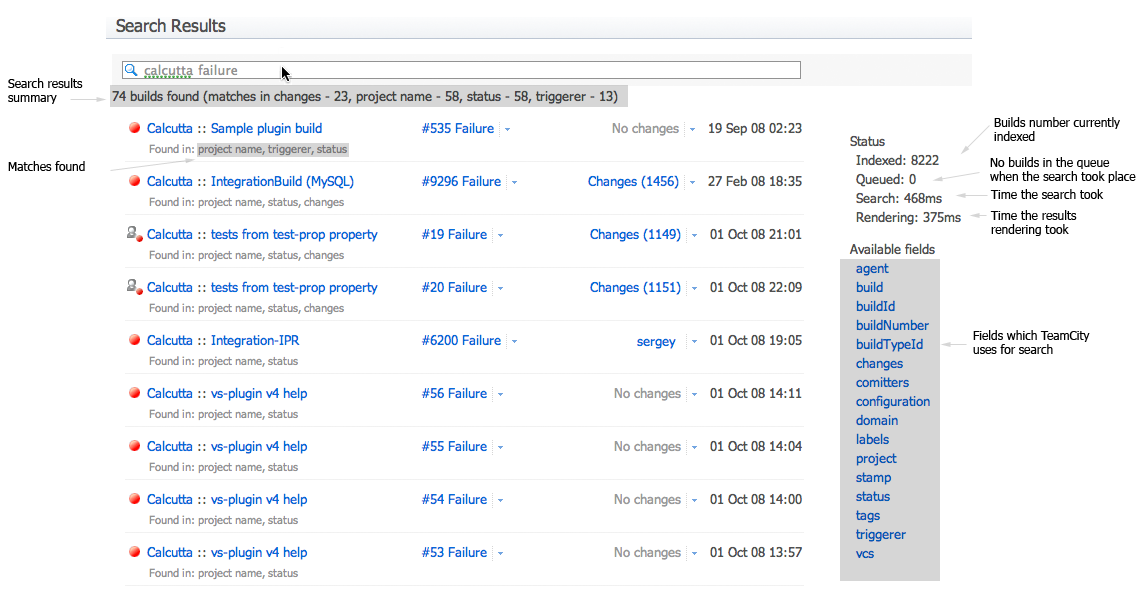 Search Results
calcutta failure
Search results
summary
74 builds found (matches in changes - 23, project name - 58, status - 58, triggerer - 13)
Calcutta :: Sample plugin build #535 Failure No changes 19 Sep 08 02:23
Found in: project name, triggerer, status
Matches found
Calcutta :: IntegrationBuild (MySQL) #9296 Failure Changes (1456) 27 Feb 08 18:35
Found in: project name, status, changes
Calcutta :: tests from test-prop property #19 Failure Changes (1149) 01 Oct 08 21:01
Found in: project name, status, changes
Calcutta :: tests from test-prop property #20 Failure Changes (1151) 01 Oct 08 22:09
Found in: project name, status, changes
Calcutta :: Integration-IPR #6200 Failure sergey 01 Oct 08 19:05
Found in: project name, status
Calcutta :: vs-plugin v4 help #56 Failure No changes 01 Oct 08 14:11
Found in: project name, status
Calcutta :: vs-plugin v4 help #55 Failure No changes 01 Oct 08 14:04
Found in: project name, status
Calcutta :: vs-plugin v4 help #54 Failure No changes 01 Oct 08 14:00
Found in: project name, status
Calcutta :: vs-plugin v4 help #53 Failure No changes 01 Oct 08 13:57
Found in: project name, status
Status
Indexed: 8222
Queued: 0
Search: 468ms
Rendering: 375ms
Builds number currently
indexed
No builds in the queue
when the search took place
Time the search took
Time the results
rendering took
Available fields
agent
build
buildId
buildNumber
buildTypeId
changes
comitters
configuration
domain
labels
project
stamp
status
tags
triggerer
vcs
Fields which TeamCity
uses for search